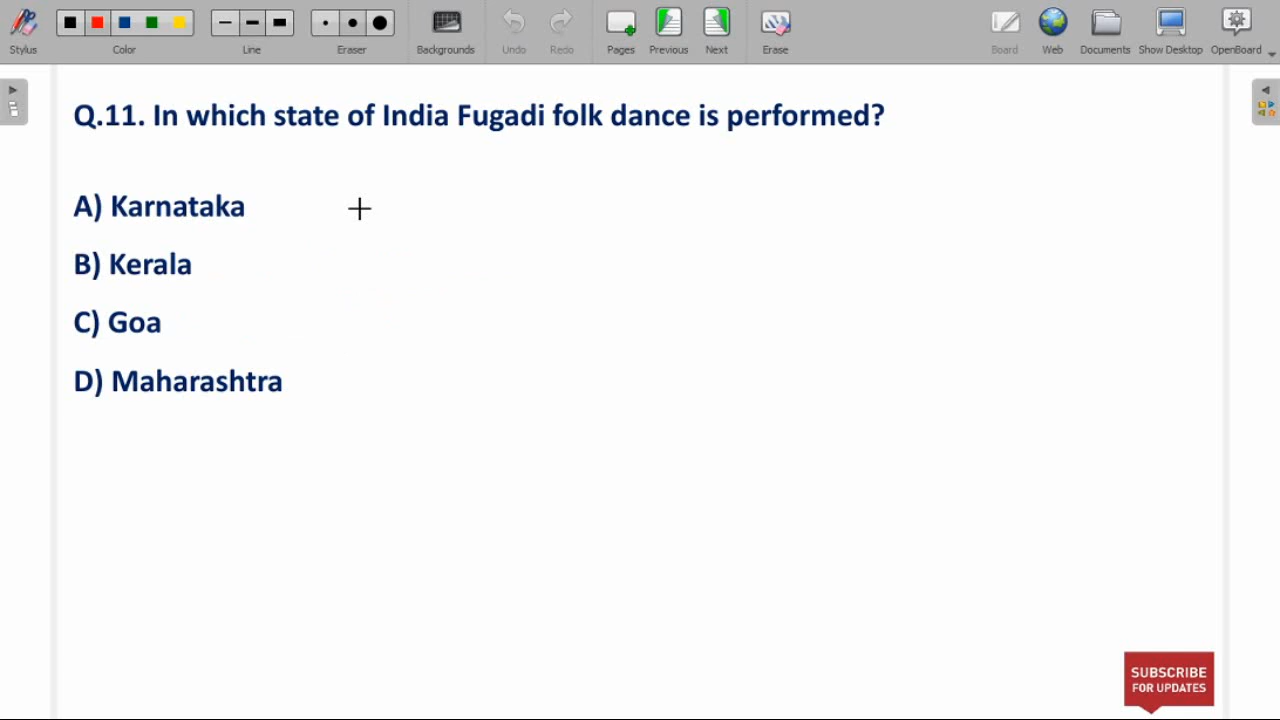 Stylus
Color
Line
Eraser
Backgrounds
Undo
Redo
Pages
Previous
Next
Erase
Board
Web
Documents
Show Desktop
OpenBoard
Q.11. In which state of India Fugadi folk dance is performed?
A) Karnataka
B) Kerala
C) Goa
D) Maharashtra
SUBSCRIBE
FOR UPDATES